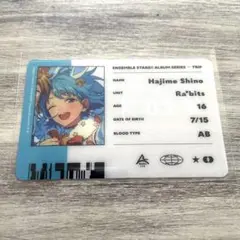 ENSEMBLE STARS!! ALBUM SERIES - TRIP
NAME Hajime Shino
UNIT Ra*bits
AGE 16
DATE OF BIRTH 7/15
BLOOD TYPE AB